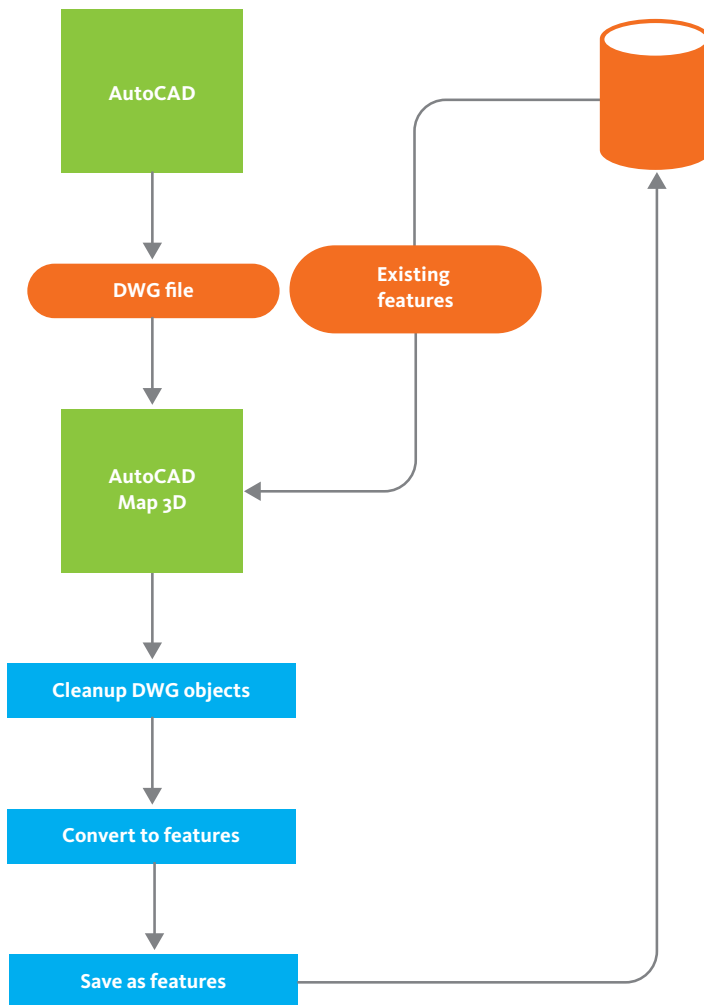 AutoCAD
DWG file
Existing
features
AutoCAD
Map 3D
Cleanup DWG objects
Convert to features
Save as features